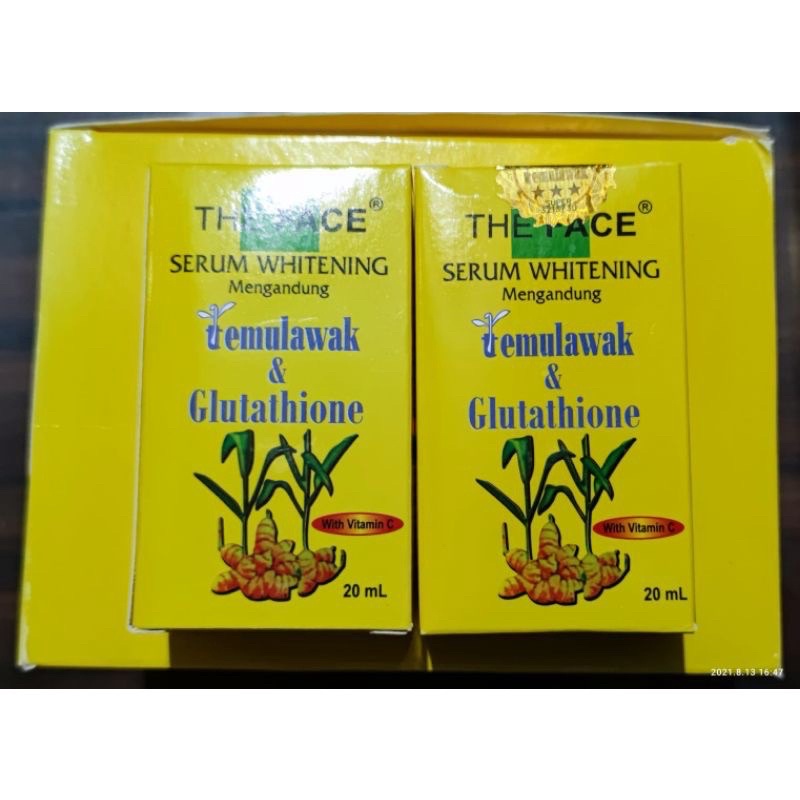 THE FACE®
SERUM WHITENING
Mengandung
temulawak
&
Glutathione
With Vitamin C
20 mL
THE FACE®
SERUM WHITENING
Mengandung
temulawak
&
Glutathione
With Vitamin C
20 mL
SUPER
2021.8.13 16:47